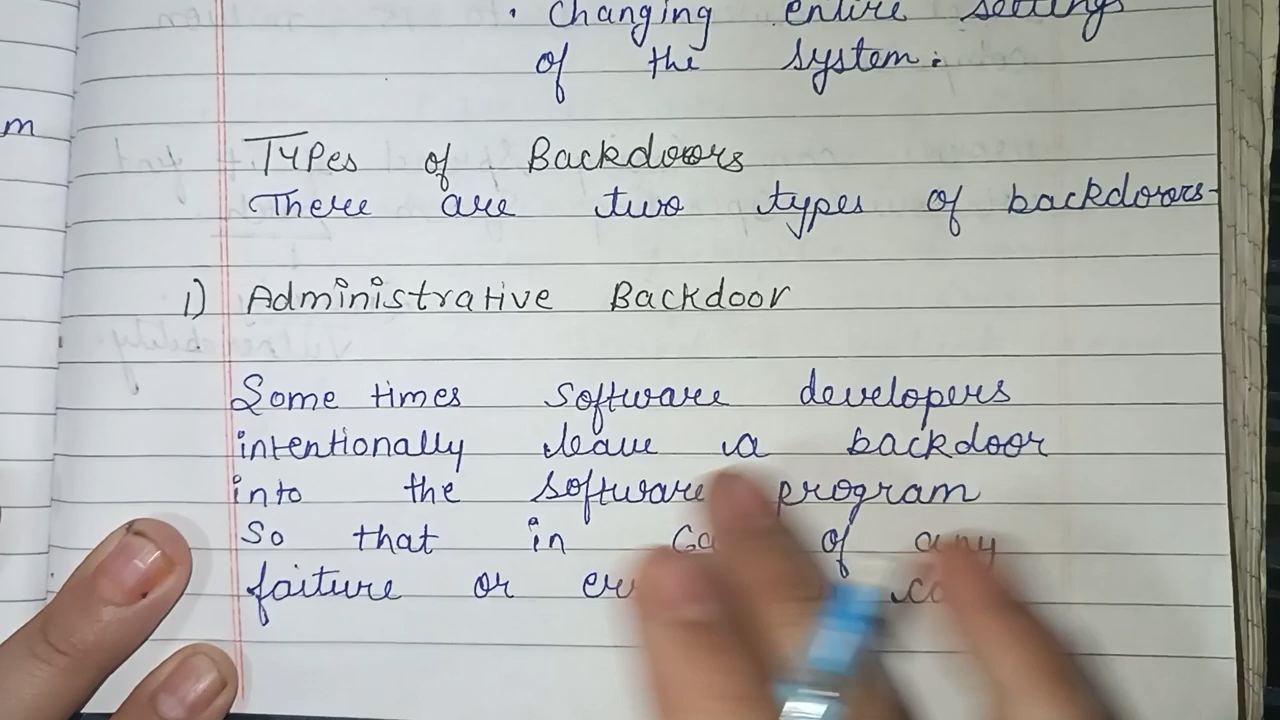 · Changing entire settings
of the system.
m
Types of Backdoors
There are two types of backdoors-
1) Administrative Backdoor
Some times software developers
intentionally leave a backdoor
into the software program
So that in of any
faiture or